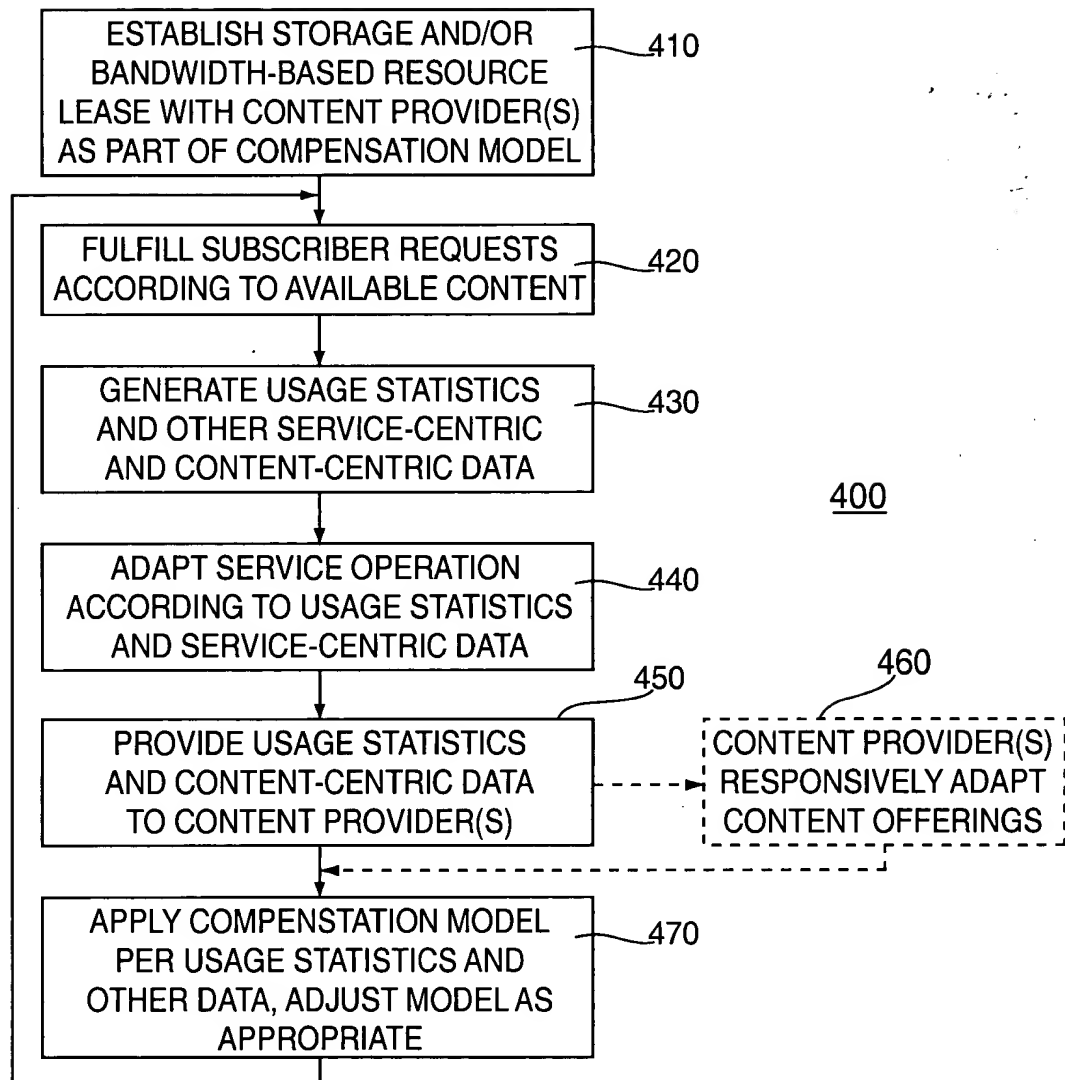 ESTABLISH STORAGE AND/OR
BANDWIDTH-BASED RESOURCE
LEASE WITH CONTENT PROVIDER(S)
AS PART OF COMPENSATION MODEL
410
FULFILL SUBSCRIBER REQUESTS
ACCORDING TO AVAILABLE CONTENT
420
GENERATE USAGE STATISTICS
AND OTHER SERVICE-CENTRIC
AND CONTENT-CENTRIC DATA
430
400
ADAPT SERVICE OPERATION
ACCORDING TO USAGE STATISTICS
AND SERVICE-CENTRIC DATA
440
450
PROVIDE USAGE STATISTICS
AND CONTENT-CENTRIC DATA
TO CONTENT PROVIDER(S)
460
CONTENT PROVIDER(S)
RESPONSIVELY ADAPT
CONTENT OFFERINGS
APPLY COMPENSTATION MODEL
PER USAGE STATISTICS AND
OTHER DATA, ADJUST MODEL AS
APPROPRIATE
470